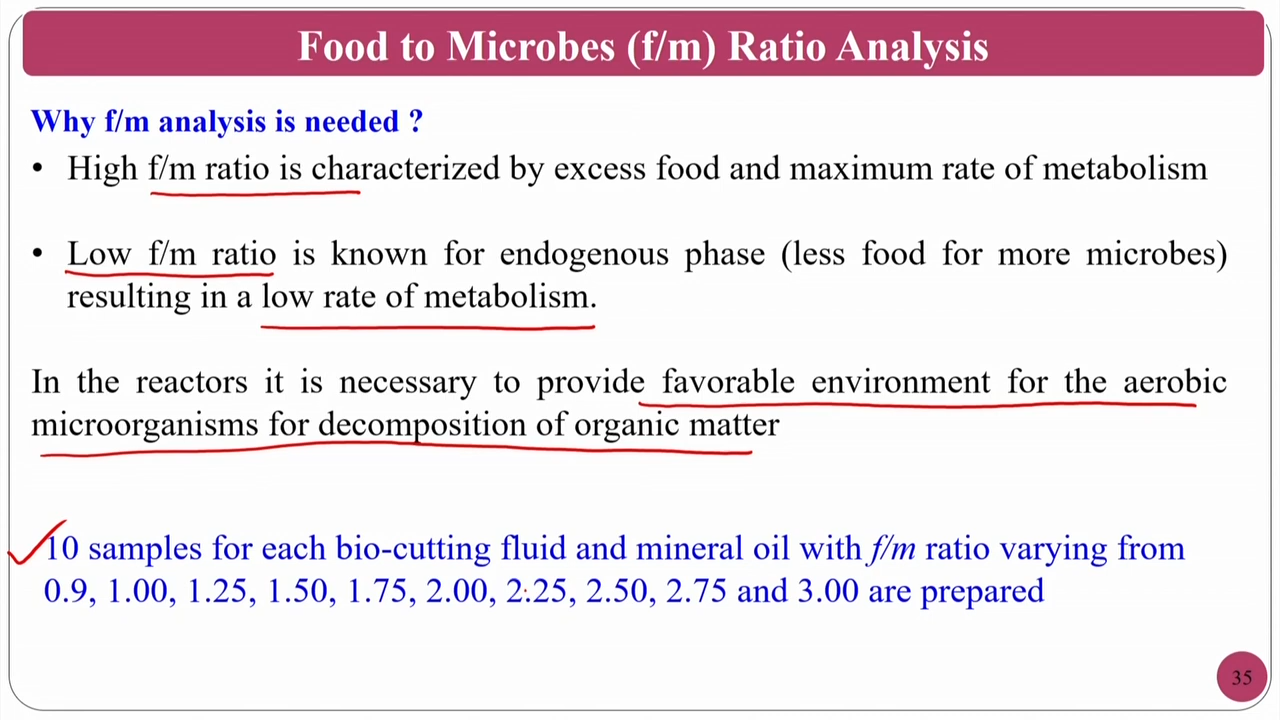 Food to Microbes (f/m) Ratio Analysis
Why f/m analysis is needed ?
• High f/m ratio is characterized by excess food and maximum rate of metabolism
• Low f/m ratio is known for endogenous phase (less food for more microbes)
resulting in a low rate of metabolism.
In the reactors it is necessary to provide favorable environment for the aerobic
microorganisms for decomposition of organic matter
10 samples for each bio-cutting fluid and mineral oil with f/m ratio varying from
0.9, 1.00, 1.25, 1.50, 1.75, 2.00, 2.25, 2.50, 2.75 and 3.00 are prepared
35